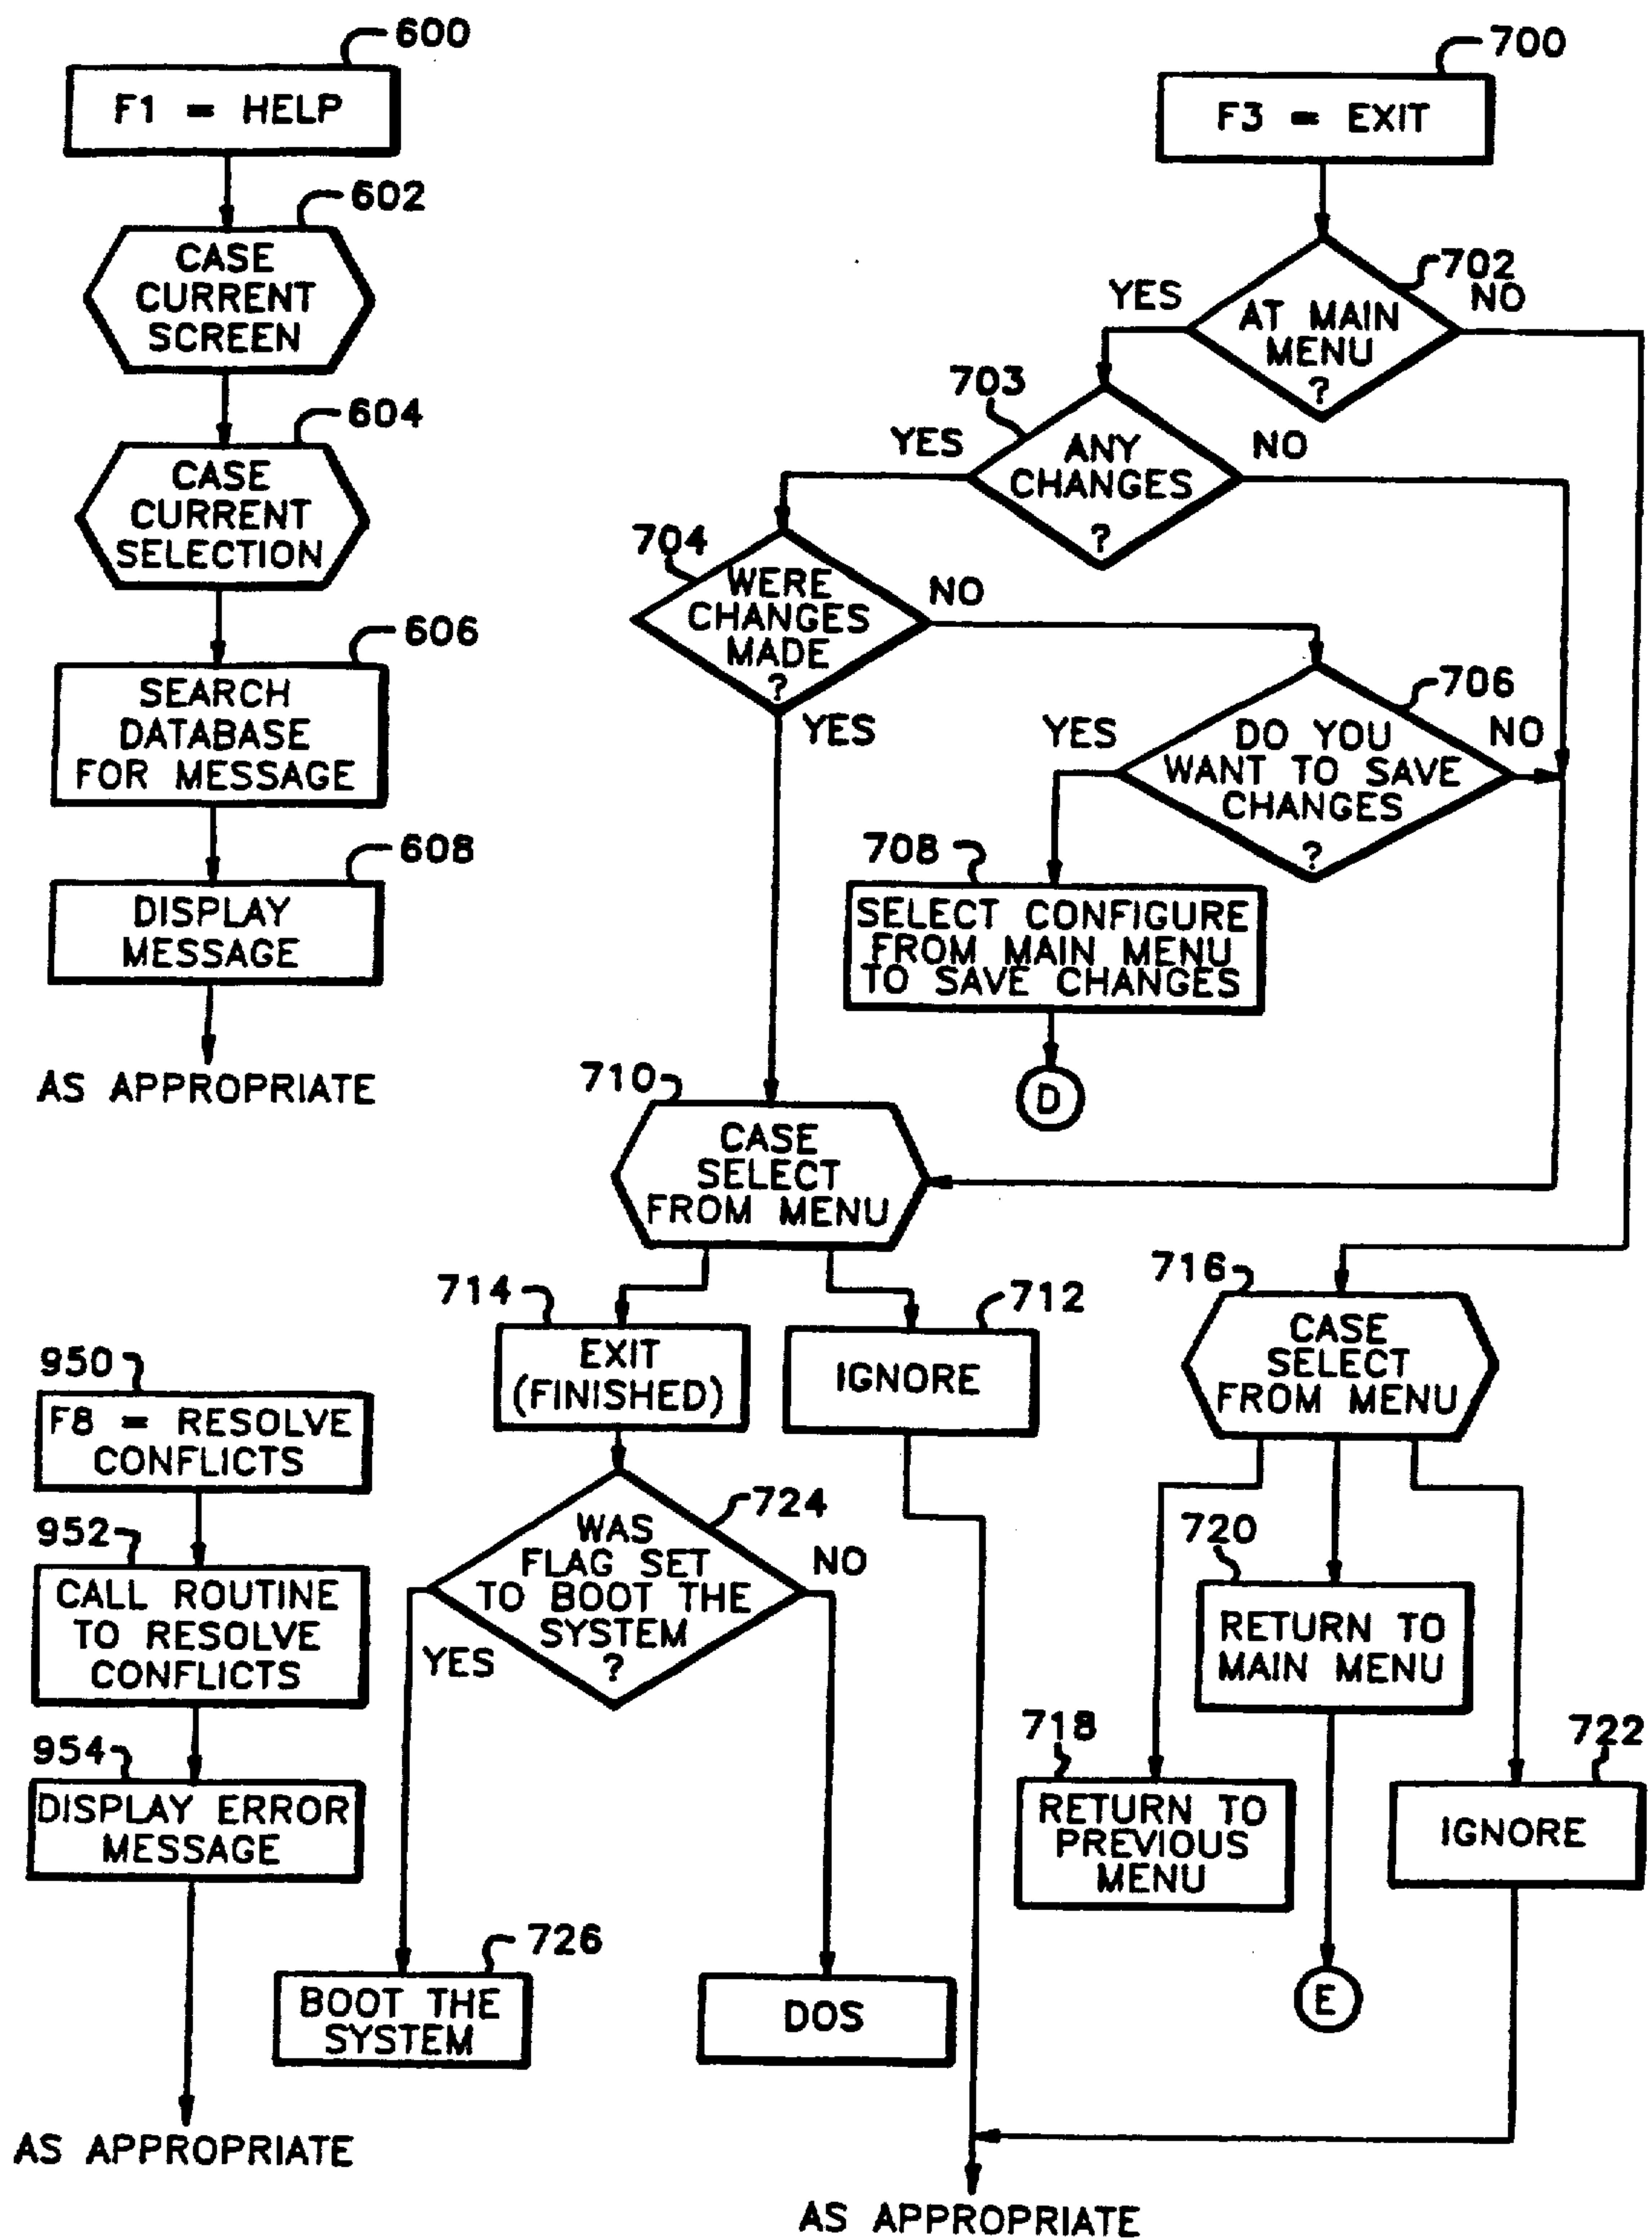 600
F1 = HELP
602
CASE
CURRENT
SCREEN
604
CASE
CURRENT
SELECTION
606
SEARCH
DATABASE
FOR MESSAGE
608
DISPLAY
MESSAGE
AS APPROPRIATE
700
F3 = EXIT
702
YES
NO
AT MAIN
MENU
?
703
YES
NO
ANY
CHANGES
?
704
WERE
CHANGES
MADE
?
NO
YES
706
YES
NO
DO YOU
WANT TO SAVE
CHANGES
?
708
SELECT CONFIGURE
FROM MAIN MENU
TO SAVE CHANGES
D
710
CASE
SELECT
FROM MENU
714
EXIT
(FINISHED)
712
IGNORE
716
CASE
SELECT
FROM MENU
724
WAS
FLAG SET
TO BOOT THE
SYSTEM
?
NO
YES
726
BOOT THE
SYSTEM
DOS
720
RETURN TO
MAIN MENU
718
RETURN TO
PREVIOUS
MENU
722
IGNORE
E
AS APPROPRIATE
950
F8 = RESOLVE
CONFLICTS
952
CALL ROUTINE
TO RESOLVE
CONFLICTS
954
DISPLAY ERROR
MESSAGE
AS APPROPRIATE